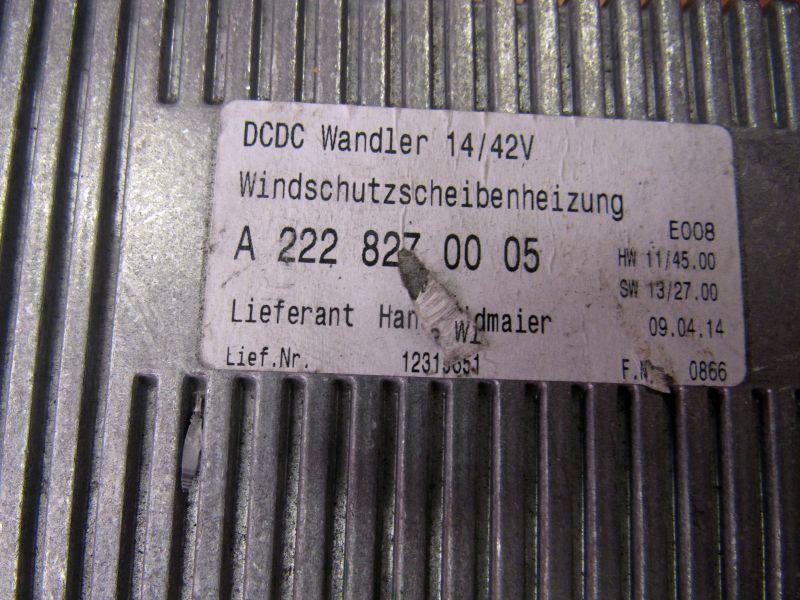 DCDC Wandler 14/42V
Windschutzscheibenheizung
E008
A 222 827 00 05
HW 11/45.00
SW 13/27.00
Lieferant
09.04.14
Lief.Nr.
0866